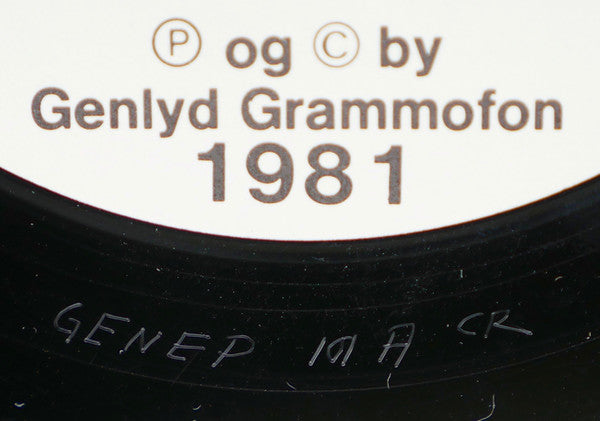 Ⓟ og Ⓒ by
Genlyd Grammofon
1981
GENEP 101 A CR